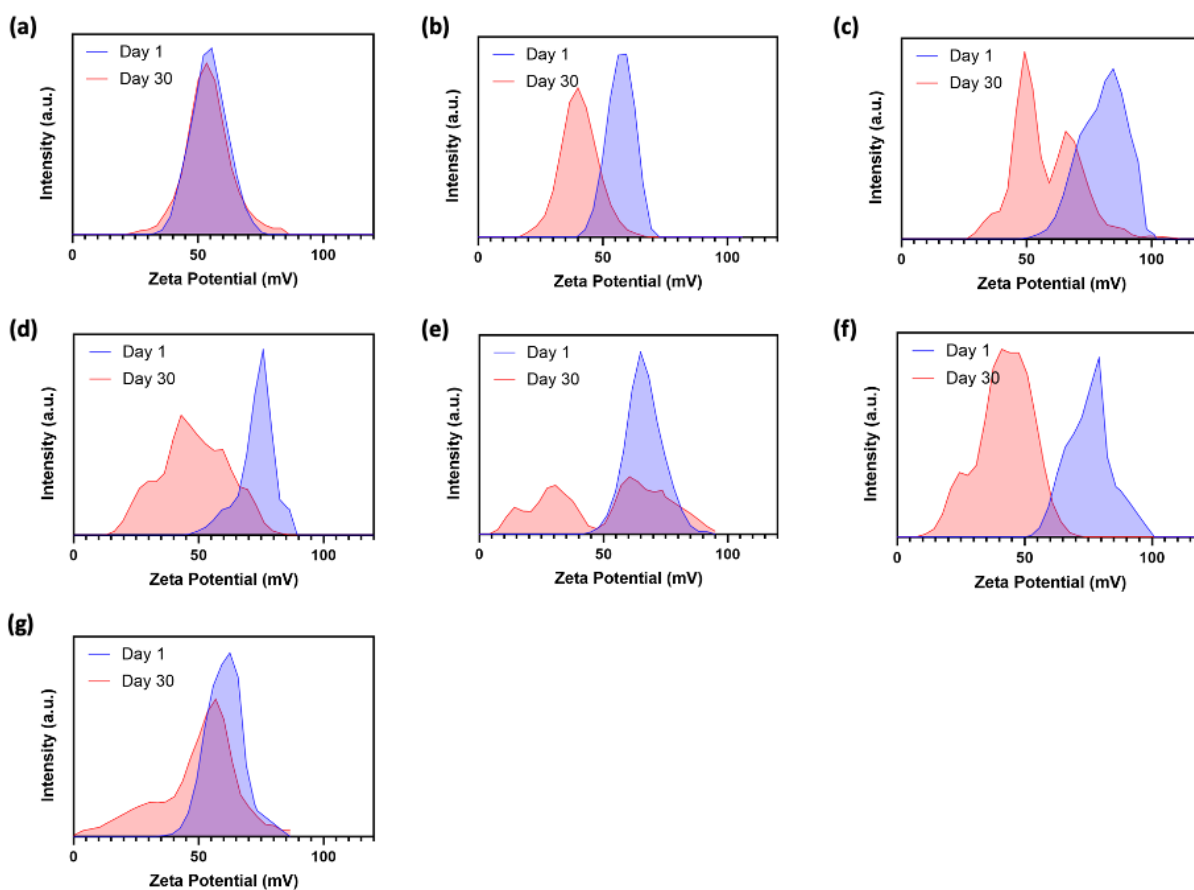 (a)
Day 1
Day 30
Intensity (a.u.)
0
50
100
Zeta Potential (mV)
(b)
Day 1
Day 30
Intensity (a.u.)
0
50
100
Zeta Potential (mV)
(c)
Day 1
Day 30
Intensity (a.u.)
0
50
100
Zeta Potential (mV)
(d)
Day 1
Day 30
Intensity (a.u.)
0
50
100
Zeta Potential (mV)
(e)
Day 1
Day 30
Intensity (a.u.)
0
50
100
Zeta Potential (mV)
(f)
Day 1
Day 30
Intensity (a.u.)
0
50
100
Zeta Potential (mV)
(g)
Day 1
Day 30
Intensity (a.u.)
0
50
100
Zeta Potential (mV)